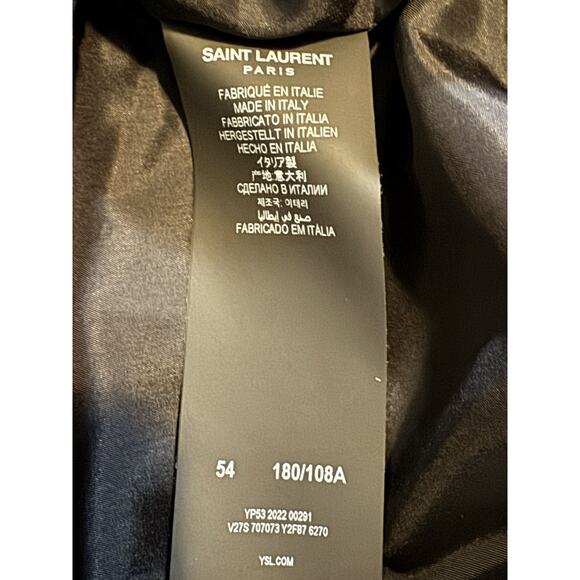 SAINT LAURENT
PARIS
FABRIQUÉ EN ITALIE
MADE IN ITALY
FABBRICATO IN ITALIA
HERGESTELLT IN ITALIEN
HECHO EN ITALIA
イタリア製
产地:意大利
СДЕЛАНО В ИТАЛИИ
제조국: 이태리
صنع في إيطاليا
FABRICADO EM ITÁLIA
54 180/108A
YP53 2022 00291
V27S 707073 Y2F87 6270
YSL.COM